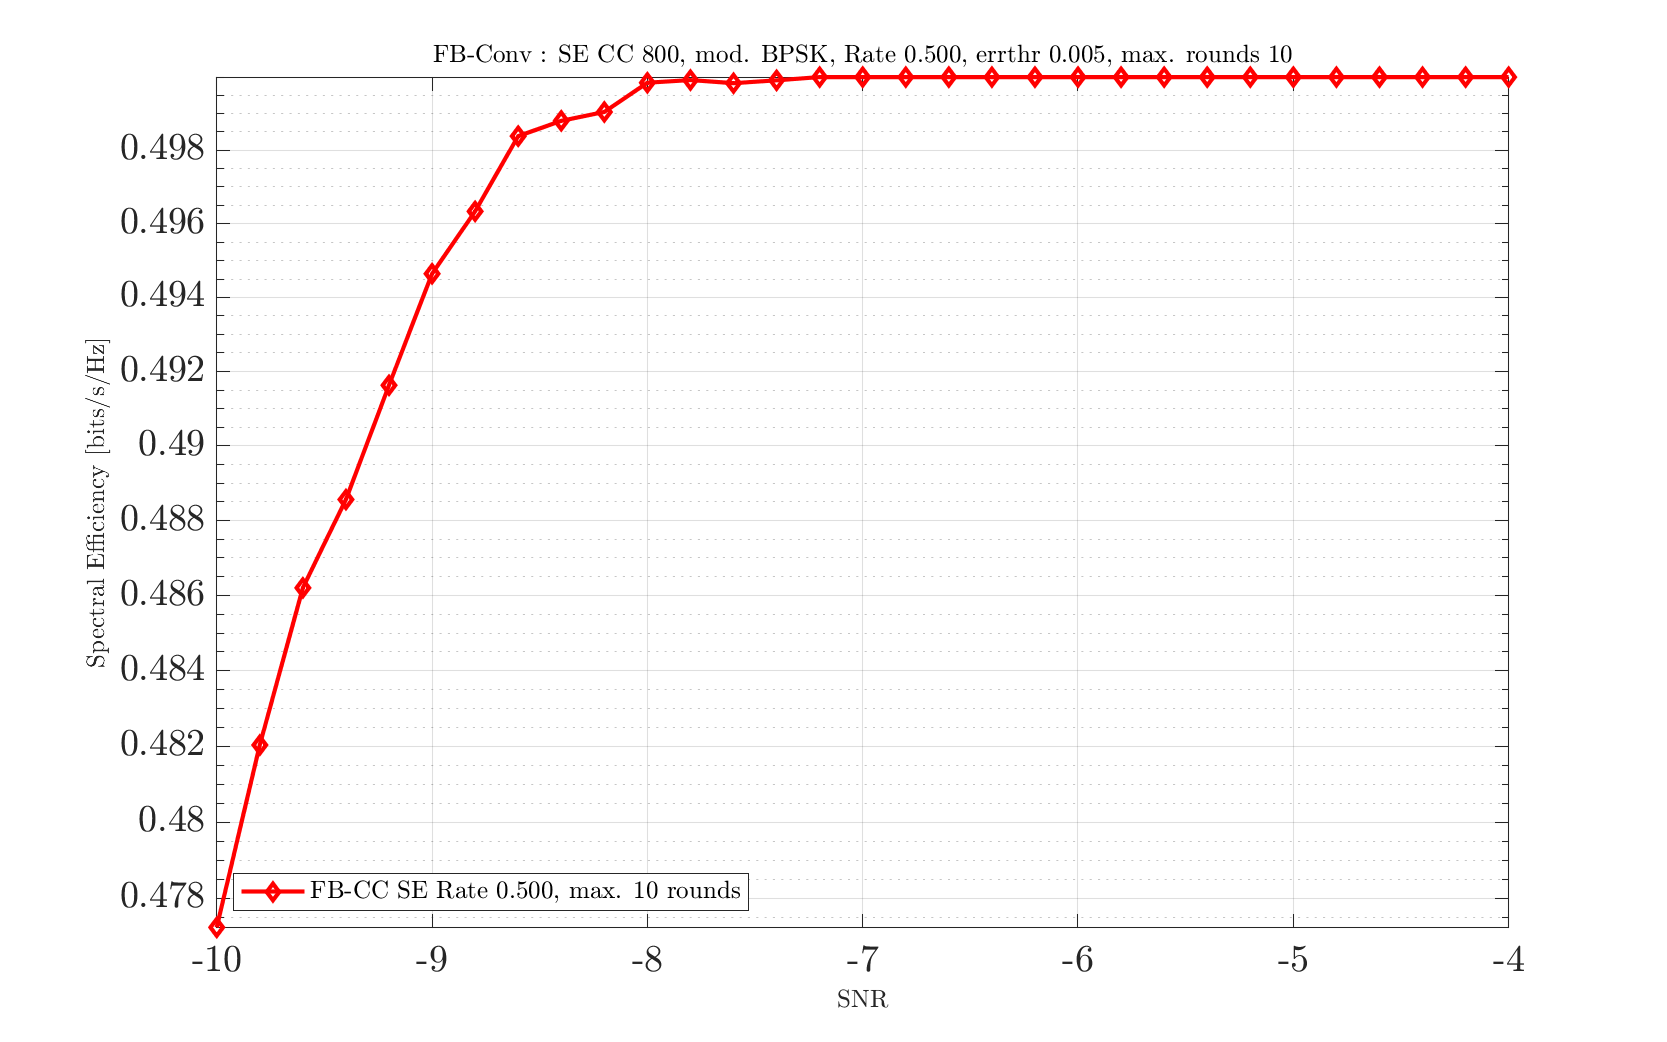 FB-Conv : SE CC 800, mod. BPSK, Rate 0.500, errthr 0.005, max. rounds 10
0.498
0.496
0.494
0.492
0.49
0.488
0.486
0.484
0.482
0.48
0.478
Spectral Efficiency [bits/s/Hz]
FB-CC SE Rate 0.500, max. 10 rounds
-10 -9 -8 -7 -6 -5 -4
SNR